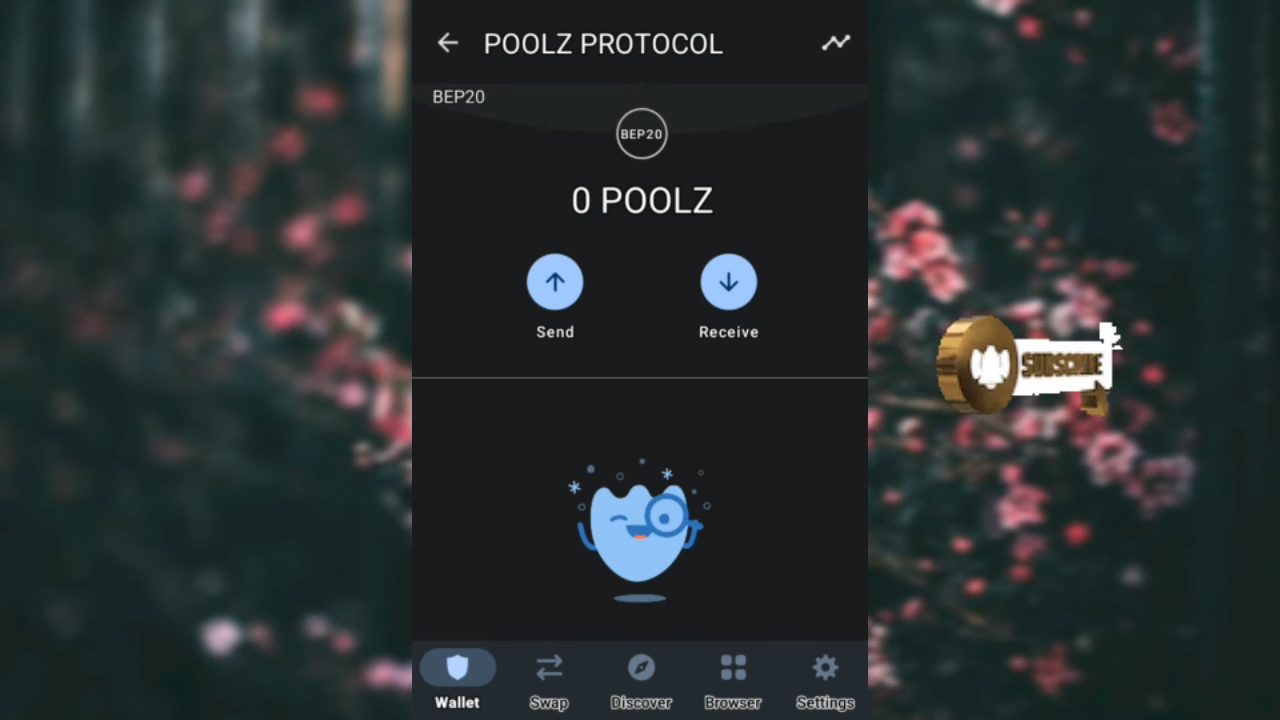 POOLZ PROTOCOL
BEP20
BEP20
0 POOLZ
Send
Receive
SUBSCRIBE
Wallet
Swap
Discover
Browser
Settings